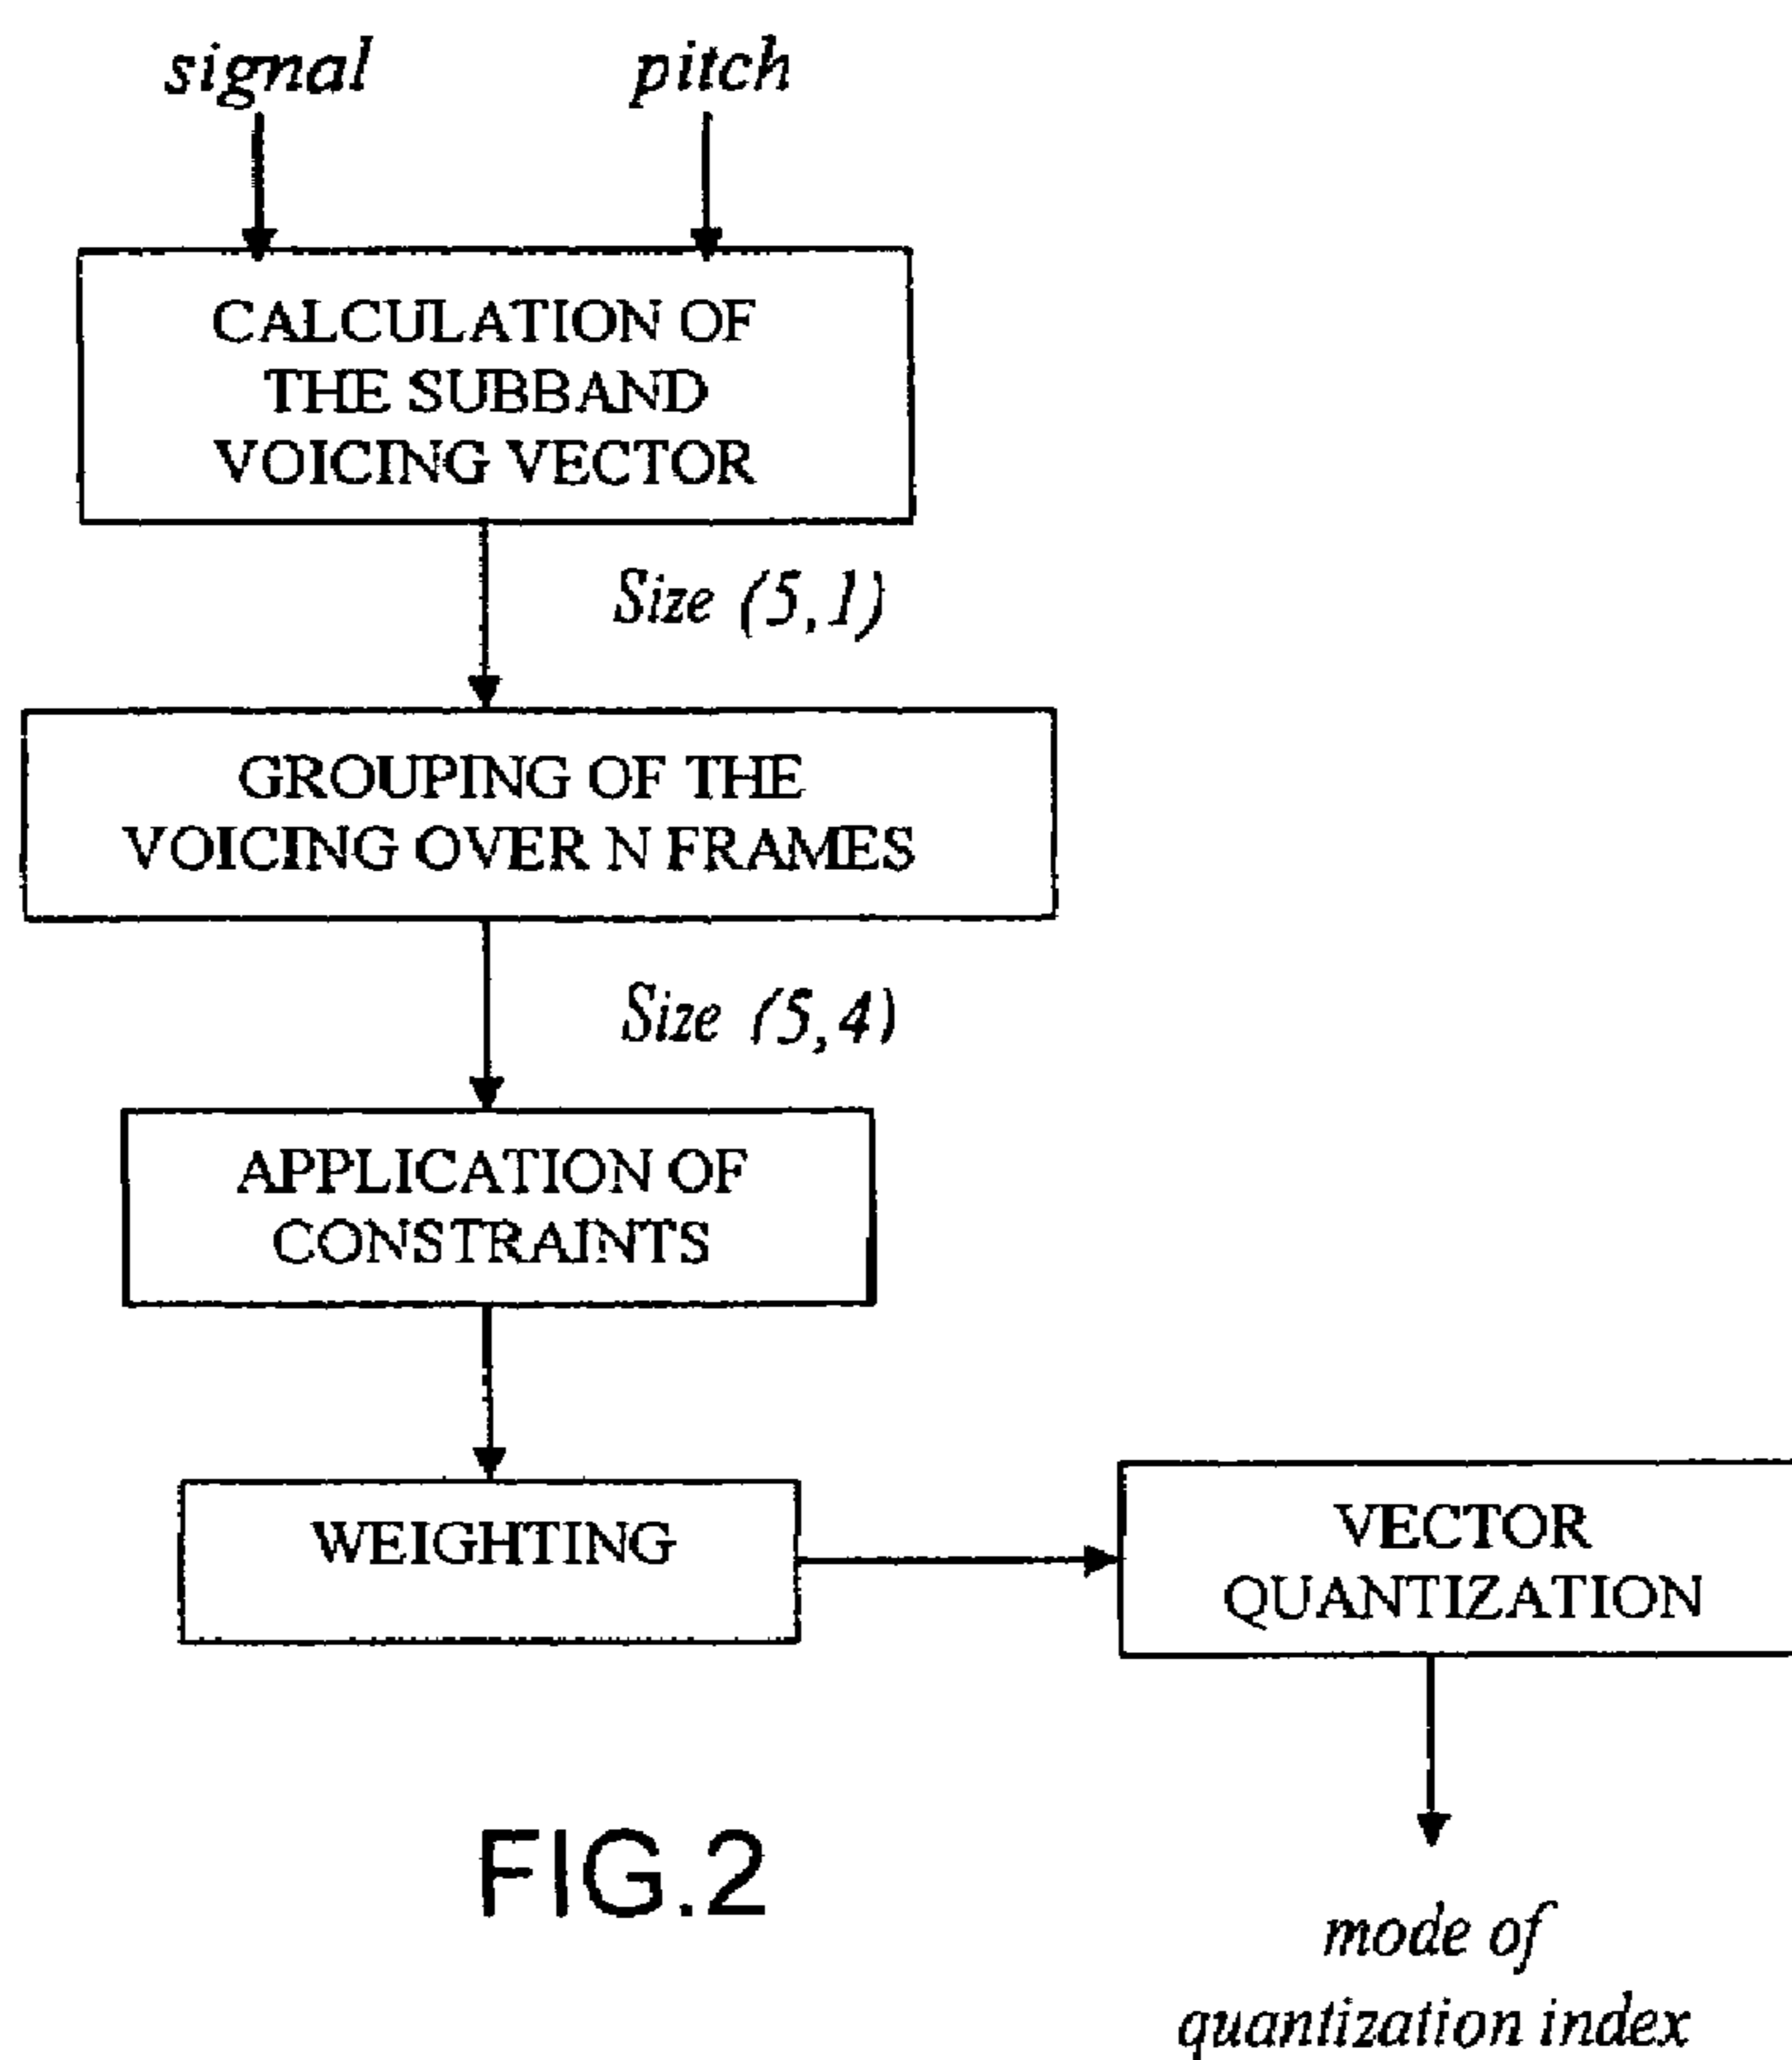 signal pitch
CALCULATION OF
THE SUBBAND
VOICING VECTOR
Size (5,1)
GROUPING OF THE
VOICING OVER N FRAMES
Size (5,4)
APPLICATION OF
CONSTRAINTS
WEIGHTING
VECTOR
QUANTIZATION
FIG.2
mode of
quantization index